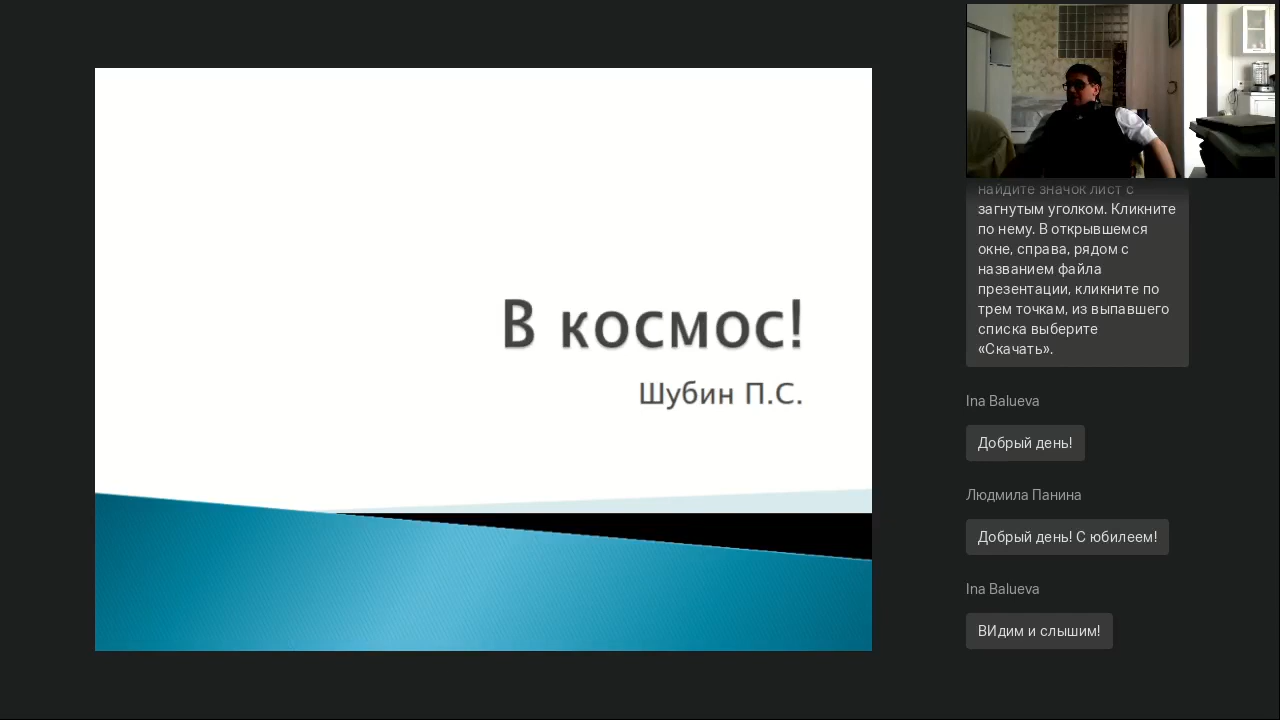 В космос!
Шубин П.С.
найдите значок лист с
загнутым уголком. Кликните
по нему. В открывшемся
окне, справа, рядом с
названием файла
презентации, кликните по
трем точкам, из выпавшего
списка выберите
«Скачать».
Ina Balueva
Добрый день!
Людмила Панина
Добрый день! С юбилеем!
Ina Balueva
ВИдим и слышим!